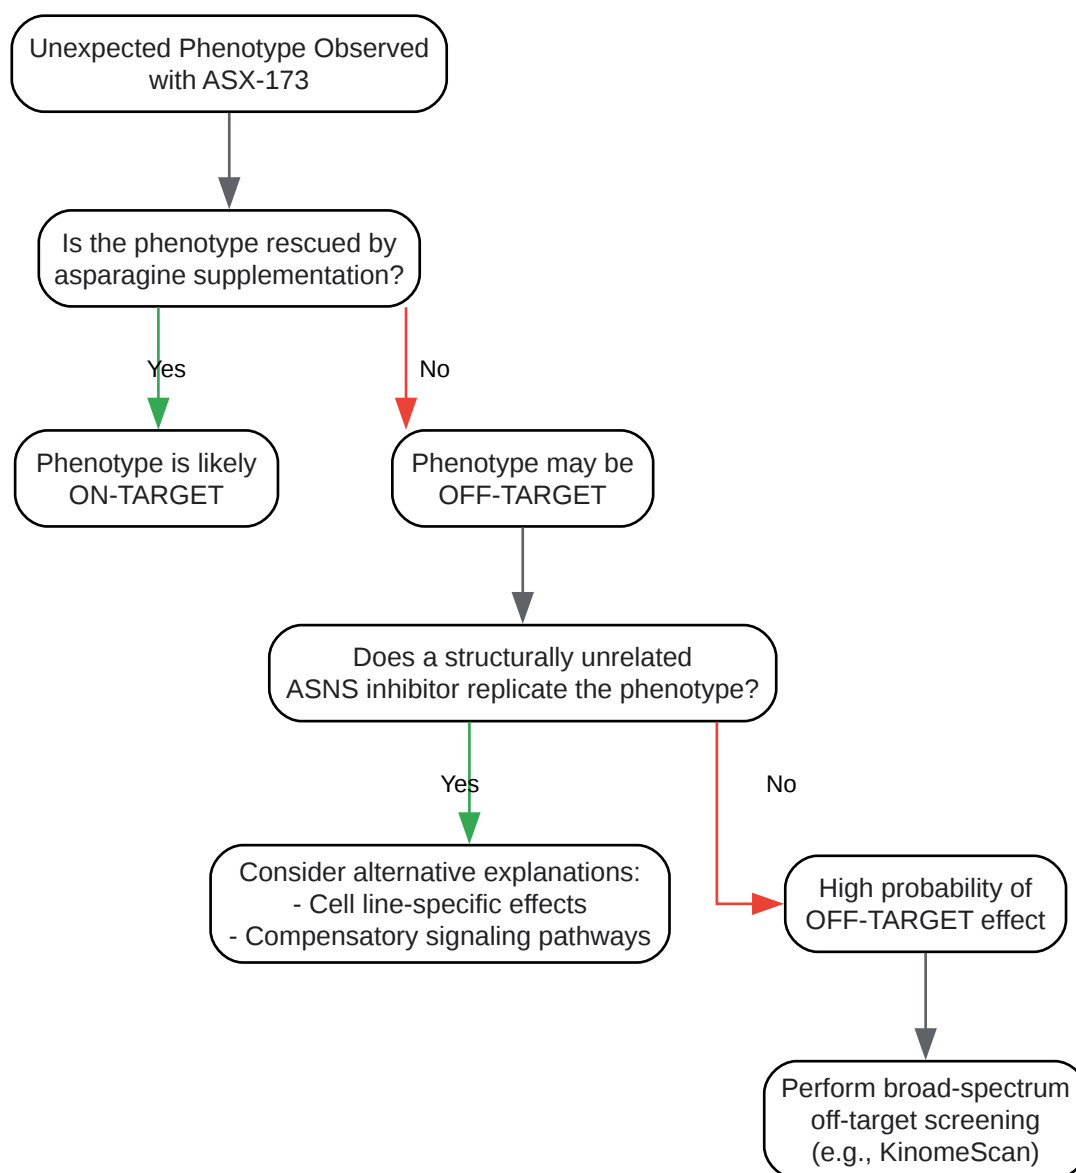 Unexpected Phenotype Observed
with ASX-173
Is the phenotype rescued by
asparagine supplementation?
Yes
No
Phenotype is likely
ON-TARGET
Phenotype may be
OFF-TARGET
Does a structurally unrelated
ASNS inhibitor replicate the phenotype?
Yes
No
Consider alternative explanations:
- Cell line-specific effects
- Compensatory signaling pathways
High probability of
OFF-TARGET effect
Perform broad-spectrum
off-target screening
(e.g., KinomeScan)